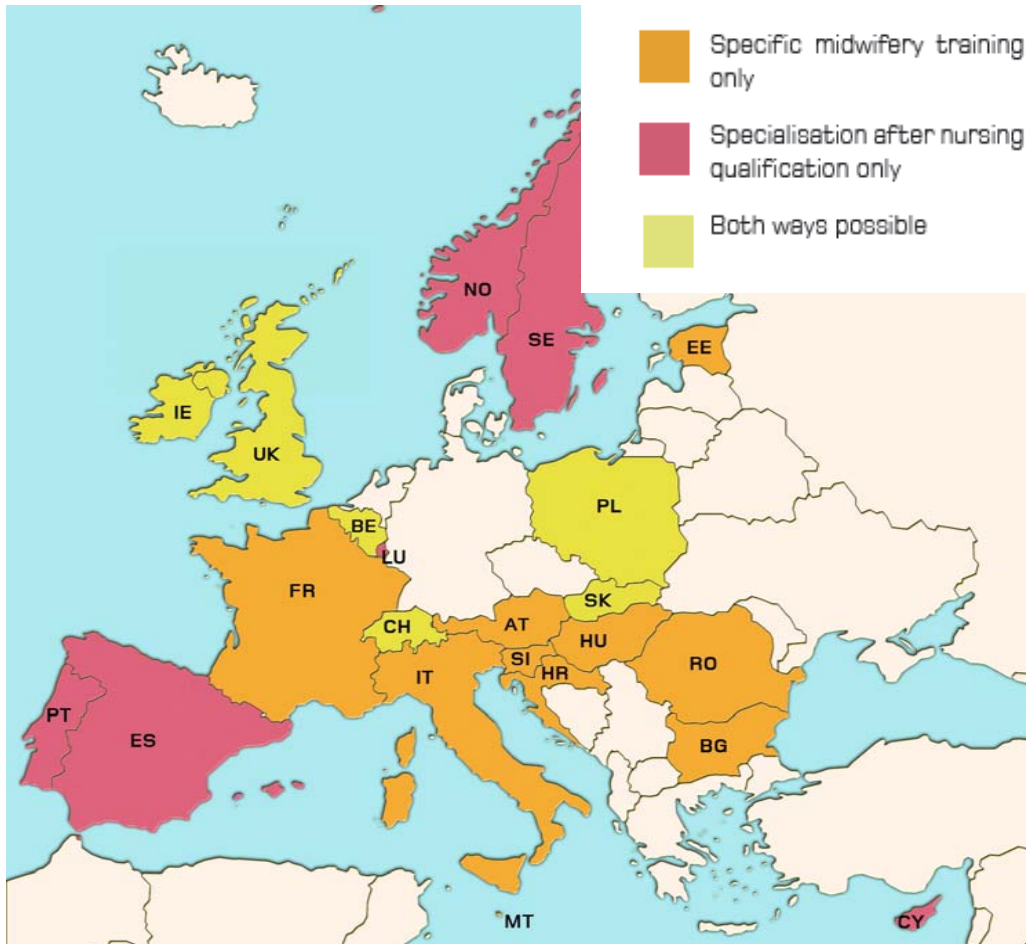 Specific midwifery training
only
Specialisation after nursing
qualification only
Both ways possible
NO
SE
EE
IE
UK
PL
BE
LU
FR
SK
CH
AT
HU
SI
RO
IT
HR
PT
ES
BG
MT
CY